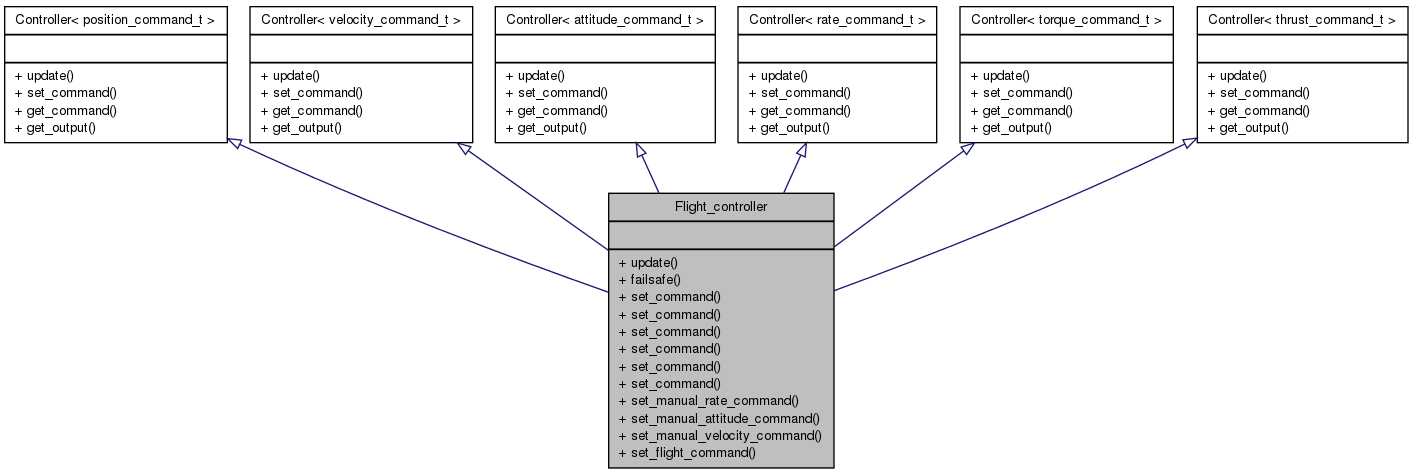 Controller< position_command_t >
+ update()
+ set_command()
+ get_command()
+ get_output()
Controller< velocity_command_t >
+ update()
+ set_command()
+ get_command()
+ get_output()
Controller< attitude_command_t >
+ update()
+ set_command()
+ get_command()
+ get_output()
Controller< rate_command_t >
+ update()
+ set_command()
+ get_command()
+ get_output()
Controller< torque_command_t >
+ update()
+ set_command()
+ get_command()
+ get_output()
Controller< thrust_command_t >
+ update()
+ set_command()
+ get_command()
+ get_output()
Flight_controller
+ update()
+ failsafe()
+ set_command()
+ set_command()
+ set_command()
+ set_command()
+ set_command()
+ set_command()
+ set_manual_rate_command()
+ set_manual_attitude_command()
+ set_manual_velocity_command()
+ set_flight_command()